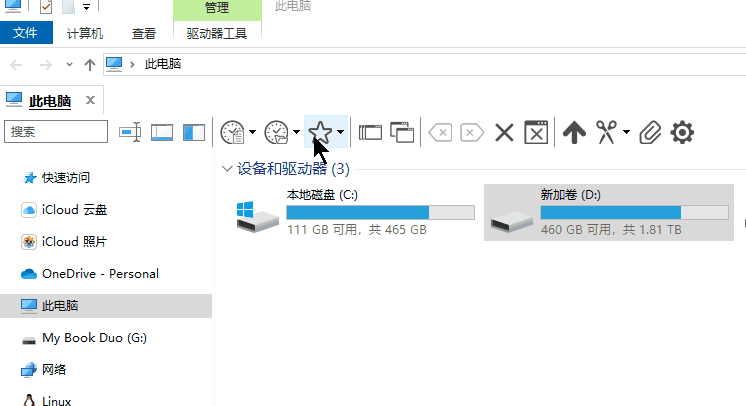 管理
此电脑
文件
计算机
查看
驱动器工具
此电脑
此电脑
搜索
设备和驱动器 (3)
快速访问
iCloud 云盘
iCloud 照片
OneDrive - Personal
此电脑
My Book Duo (G:)
网络
Linux
本地磁盘 (C:)
111 GB 可用，共 465 GB
新加卷 (D:)
460 GB 可用，共 1.81 TB